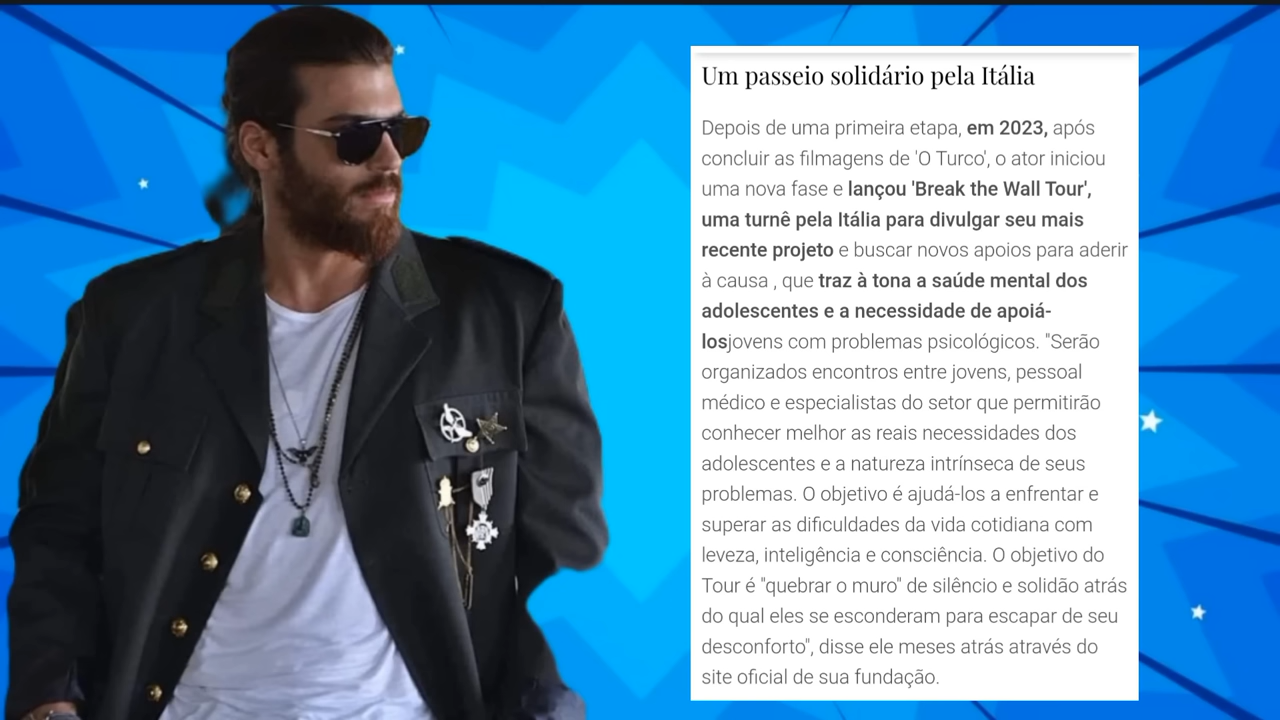 Um passeio solidário pela Itália
Depois de uma primeira etapa, em 2023, após
concluir as filmagens de 'O Turco', o ator iniciou
uma nova fase e lançou 'Break the Wall Tour',
uma turnê pela Itália para divulgar seu mais
recente projeto e buscar novos apoios para aderir
à causa , que traz à tona a saúde mental dos
adolescentes e a necessidade de apoiá-
losjovens com problemas psicológicos. "Serão
organizados encontros entre jovens, pessoal
médico e especialistas do setor que permitirão
conhecer melhor as reais necessidades dos
adolescentes e a natureza intrínseca de seus
problemas. O objetivo é ajudá-los a enfrentar e
superar as dificuldades da vida cotidiana com
leveza, inteligência e consciência. O objetivo do
Tour é "quebrar o muro" de silêncio e solidão atrás
do qual eles se esconderam para escapar de seu
desconforto", disse ele meses atrás através do
site oficial de sua fundação.